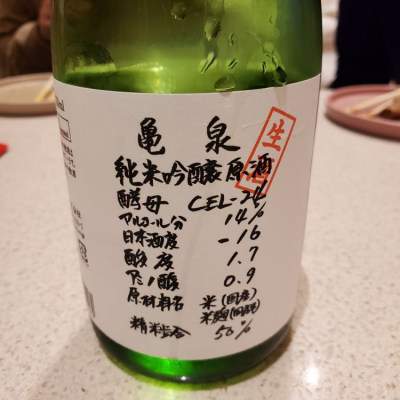 亀泉
生酒
純米吟醸原酒
酵母 CEL-24
アルコール分 14%
日本酒度 -16
酸度 1.7
アミノ酸 0.9
原材料名 米(国産)
米麹(国産米)
精米歩合 50%